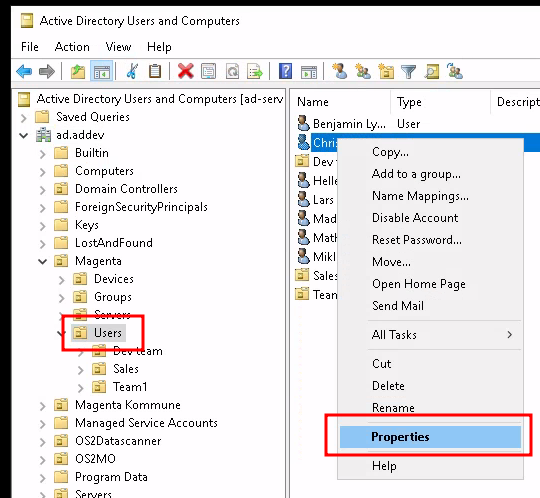 Active Directory Users and Computers
File Action View Help
Active Directory Users and Computers [ad-serv
Saved Queries
ad.addev
Builtin
Computers
Domain Controllers
ForeignSecurityPrincipals
Keys
LostAndFound
Magenta
Devices
Groups
Servers
Users
Dev team
Sales
Team1
Magenta Kommune
Managed Service Accounts
OS2Datascanner
OS2MO
Program Data
Servers
Name Type Descript
Benjamin Ly... User
Chris
Dev t
Helle
Lars
Mad
Math
Mikl
Sales
Team
Copy...
Add to a group...
Name Mappings...
Disable Account
Reset Password...
Move...
Open Home Page
Send Mail
All Tasks
Cut
Delete
Rename
Properties
Help